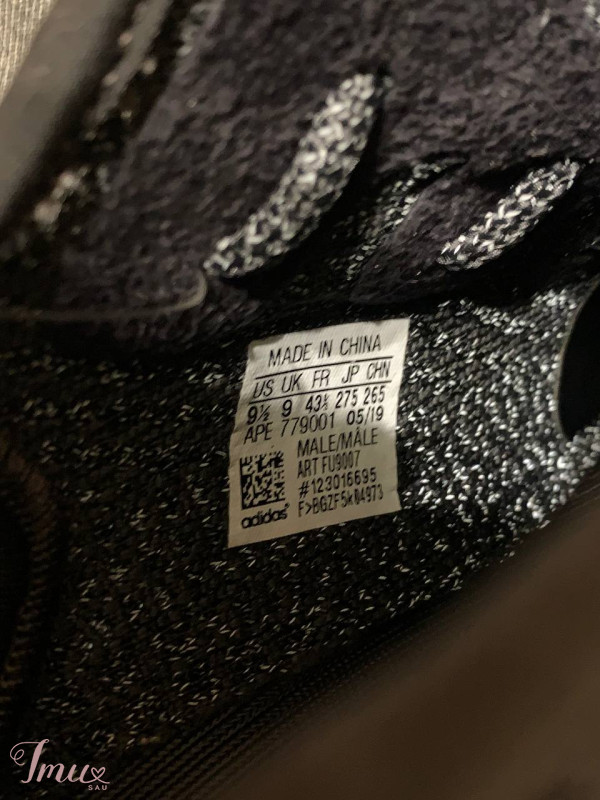 MADE IN CHINA
US UK FR JP CHN
9½ 9 43⅓ 275 265
APE 779001 05/19
MALE/MÂLE
ART FU9007
#123016695
F>BGZF5k04973
adidas
Imu
SAU